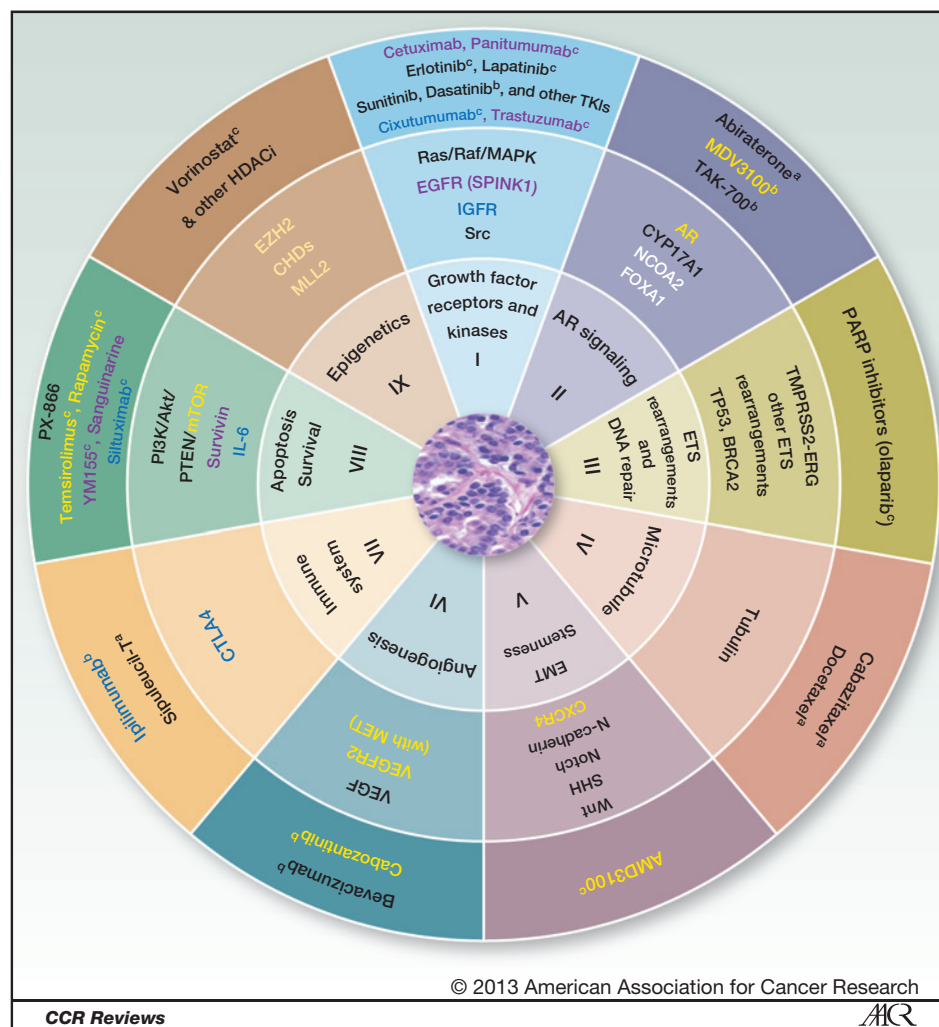 Cetuximab, Panitumumabᶜ
Erlotinibᶜ, Lapatinibᶜ
Sunitinib, Dasatinibᵇ, and other TKIs
Cixutumumabᶜ, Trastuzumabᶜ
Ras/Raf/MAPK
EGFR (SPINK1)
IGFR
Src
Growth factor
receptors and
kinases
I
Abirateroneᵃ
MDV3100ᵇ
TAK-700ᵇ
AR
CYP17A1
NCOA2
FOXA1
AR signaling
II
PARP inhibitors (olaparibᶜ)
TMPRSS2-ERG
other ETS
rearrangements
TP53, BRCA2
ETS
rearrangements
and
DNA repair
III
Cabazitaxelᵃ
Docetaxelᵃ
Tubulin
Microtubule
IV
AMD3100ᶜ
CXCR4
N-cadherin
Notch
SHH
Wnt
EMT
Stemness
V
Cabozantinibᵇ
Bevacizumabᵇ
VEGFR2
(with MET)
VEGF
Angiogenesis
VI
Sipuleucil-Tᵃ
Ipilimumabᵇ
CTLA4
Immune
system
VII
PX-866
Temsirolimusᶜ, Rapamycinᶜ
YM155ᶜ, Sanguinarine
Siltuximabᶜ
PI3K/Akt/
PTEN/mTOR
Survivin
IL-6
Apoptosis
Survival
VIII
Vorinostatᶜ
& other HDACi
EZH2
CHDs
MLL2
Epigenetics
IX
© 2013 American Association for Cancer Research
CCR Reviews
AACR